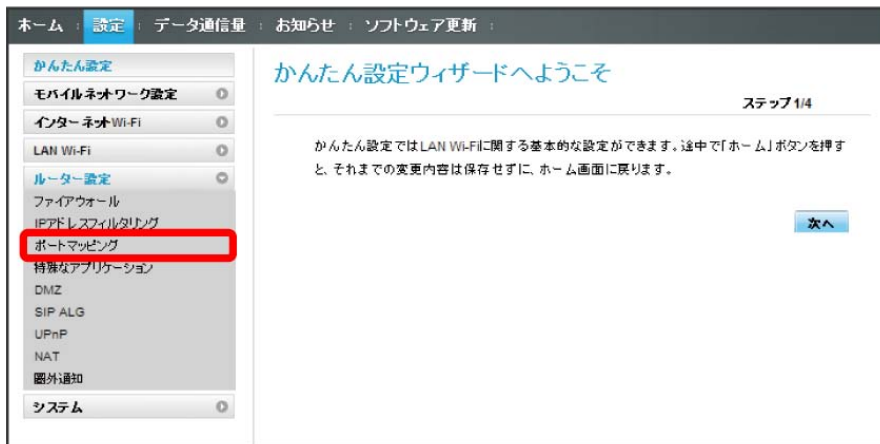 ホーム 設定 データ通信量 お知らせ ソフトウェア更新
かんたん設定
モバイルネットワーク設定
インターネットWi-Fi
LAN Wi-Fi
ルーター設定
ファイアウォール
IPアドレスフィルタリング
ポートマッピング
特殊なアプリケーション
DMZ
SIP ALG
UPnP
NAT
圏外通知
システム
かんたん設定ウィザードへようこそ
ステップ1/4
かんたん設定ではLAN Wi-Fiに関する基本的な設定ができます。途中で「ホーム」ボタンを押す
と、それまでの変更内容は保存せずに、ホーム画面に戻ります。
次へ